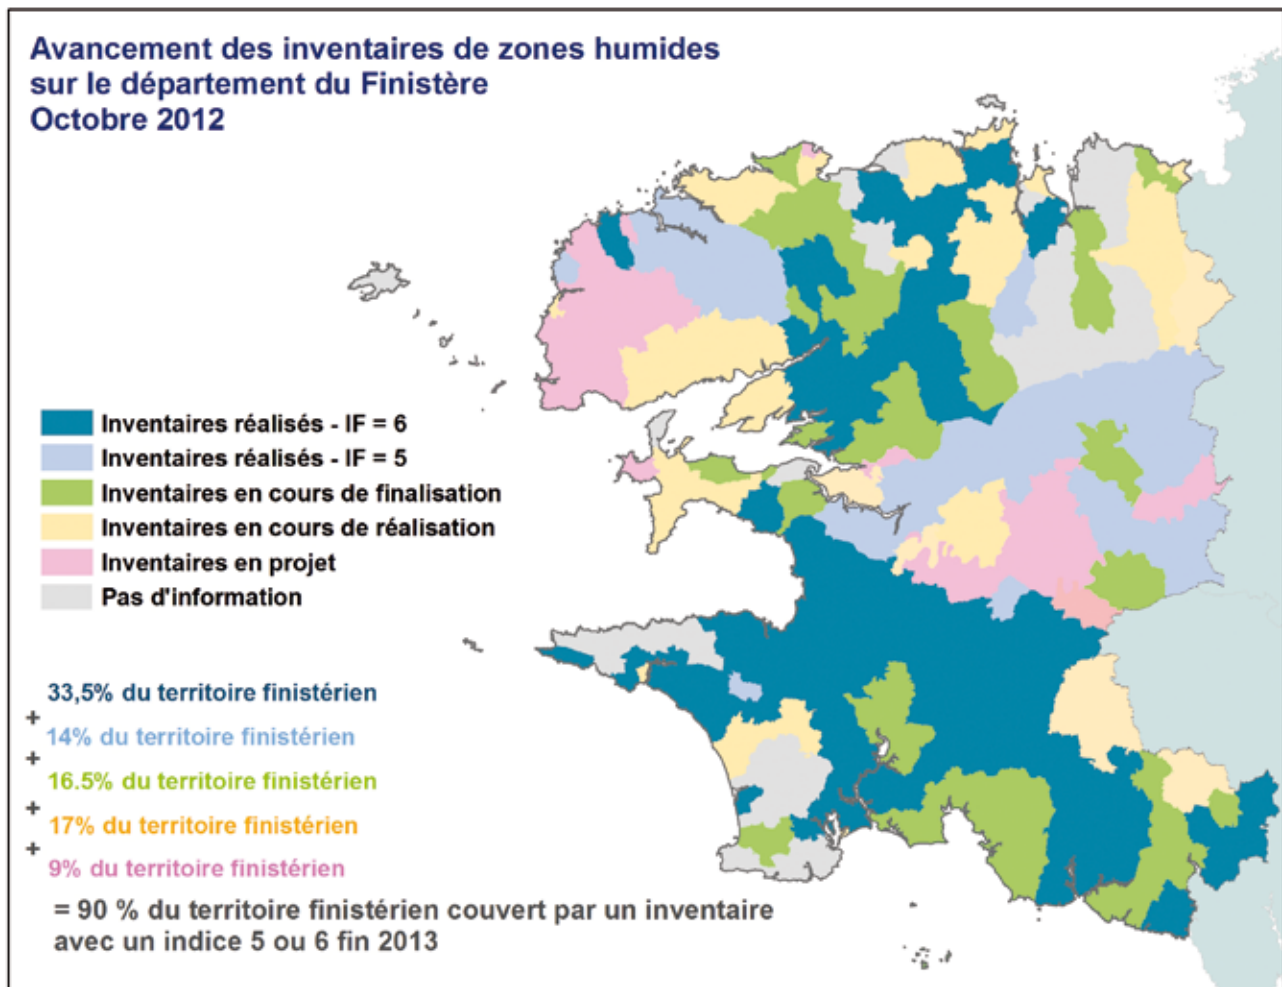 Avancement des inventaires de zones humides
sur le département du Finistère
Octobre 2012
Inventaires réalisés - IF = 6
Inventaires réalisés - IF = 5
Inventaires en cours de finalisation
Inventaires en cours de réalisation
Inventaires en projet
Pas d'information
33,5% du territoire finistérien
+
14% du territoire finistérien
+
16.5% du territoire finistérien
+
17% du territoire finistérien
+
9% du territoire finistérien
= 90 % du territoire finistérien couvert par un inventaire
avec un indice 5 ou 6 fin 2013